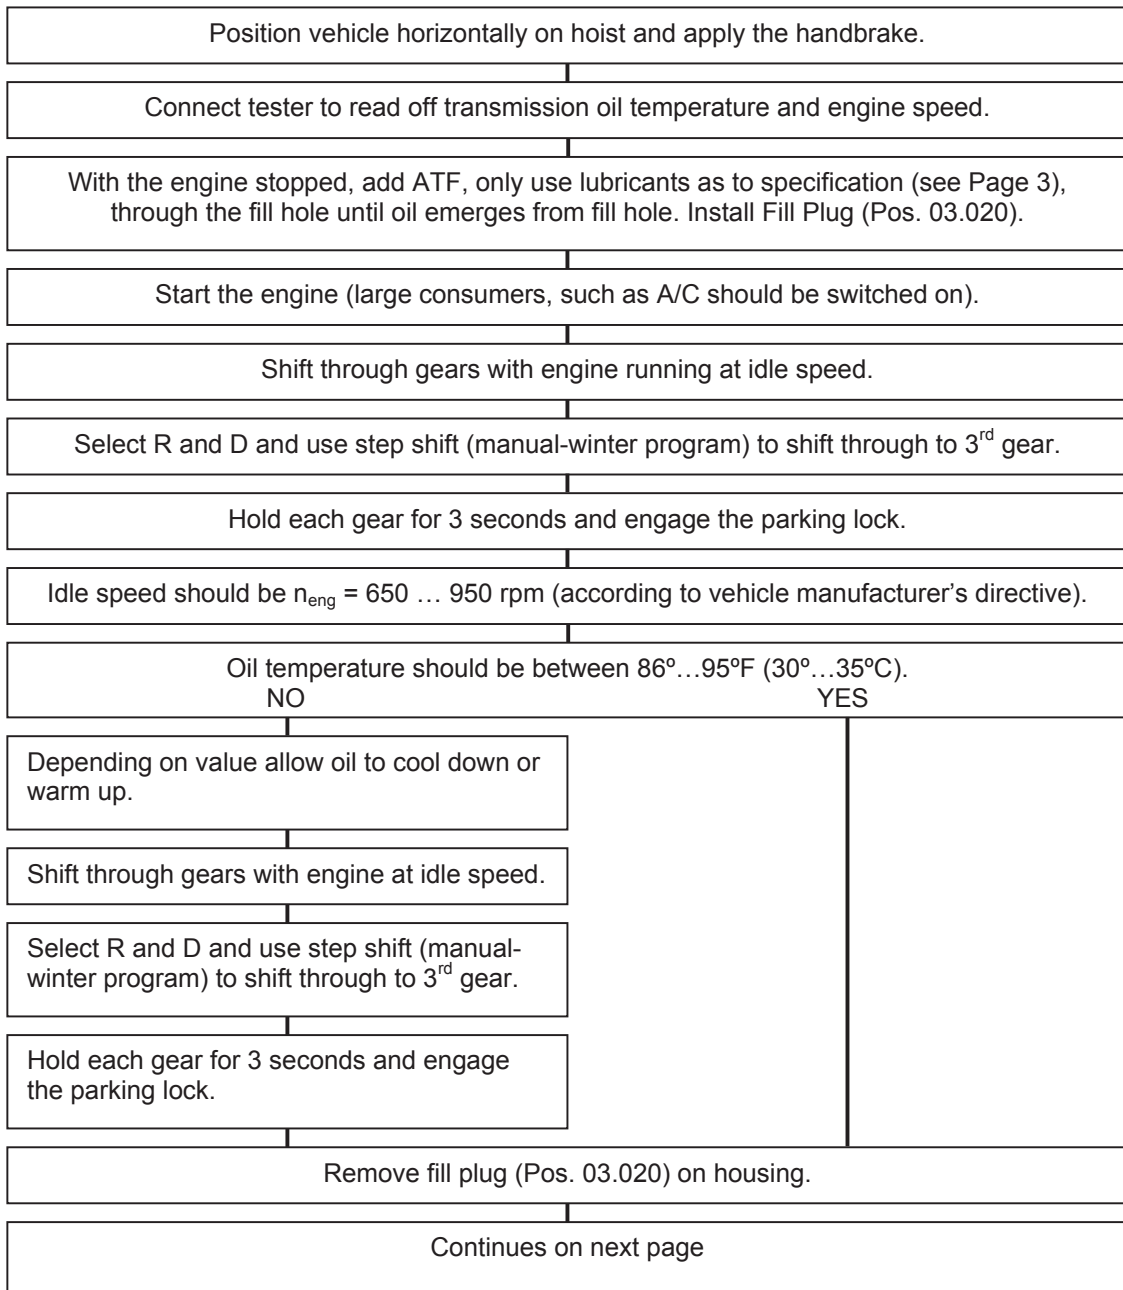 Position vehicle horizontally on hoist and apply the handbrake.
Connect tester to read off transmission oil temperature and engine speed.
With the engine stopped, add ATF, only use lubricants as to specification (see Page 3),
through the fill hole until oil emerges from fill hole. Install Fill Plug (Pos. 03.020).
Start the engine (large consumers, such as A/C should be switched on).
Shift through gears with engine running at idle speed.
Select R and D and use step shift (manual-winter program) to shift through to 3rd gear.
Hold each gear for 3 seconds and engage the parking lock.
Idle speed should be neng = 650 … 950 rpm (according to vehicle manufacturer’s directive).
Oil temperature should be between 86º…95ºF (30º…35ºC).
NO YES
Depending on value allow oil to cool down or
warm up.
Shift through gears with engine at idle speed.
Select R and D and use step shift (manual-
winter program) to shift through to 3rd gear.
Hold each gear for 3 seconds and engage
the parking lock.
Remove fill plug (Pos. 03.020) on housing.
Continues on next page